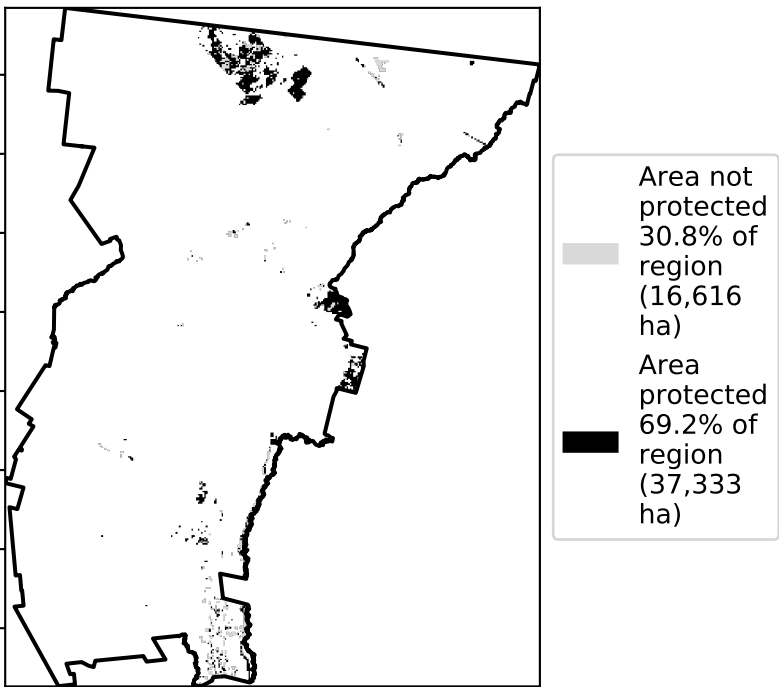 Area not
protected
30.8% of
region
(16,616
ha)
Area
protected
69.2% of
region
(37,333
ha)